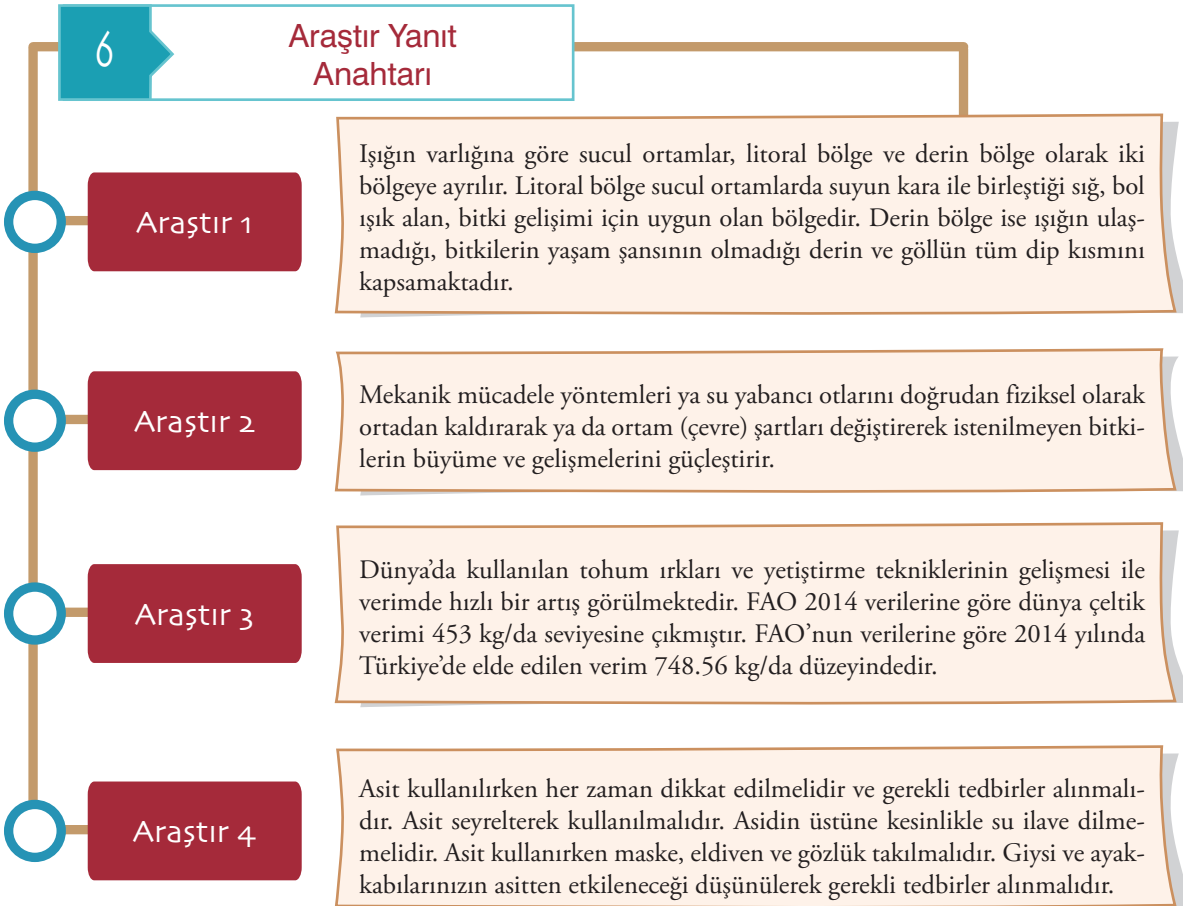 6
Araştır Yanıt
Anahtarı
Araştır 1
Işığın varlığına göre sucul ortamlar, litoral bölge ve derin bölge olarak iki
bölgeye ayrılır. Litoral bölge sucul ortamlarda suyun kara ile birleştiği sığ, bol
ışık alan, bitki gelişimi için uygun olan bölgedir. Derin bölge ise ışığın ulaş-
madığı, bitkilerin yaşam şansının olmadığı derin ve göllün tüm dip kısmını
kapsamaktadır.
Araştır 2
Mekanik mücadele yöntemleri ya su yabancı otlarını doğrudan fiziksel olarak
ortadan kaldırarak ya da ortam (çevre) şartları değiştirerek istenilmeyen bitki-
lerin büyüme ve gelişmelerini güçleştirir.
Araştır 3
Dünya’da kullanılan tohum ırkları ve yetiştirme tekniklerinin gelişmesi ile
verimde hızlı bir artış görülmektedir. FAO 2014 verilerine göre dünya çeltik
verimi 453 kg/da seviyesine çıkmıştır. FAO’nun verilerine göre 2014 yılında
Türkiye’de elde edilen verim 748.56 kg/da düzeyindedir.
Araştır 4
Asit kullanılırken her zaman dikkat edilmelidir ve gerekli tedbirler alınmalı-
dır. Asit seyrelterek kullanılmalıdır. Asidin üstüne kesinlikle su ilave dilme-
melidir. Asit kullanırken maske, eldiven ve gözlük takılmalıdır. Giysi ve ayak-
kabılarınızın asitten etkileneceği düşünülerek gerekli tedbirler alınmalıdır.